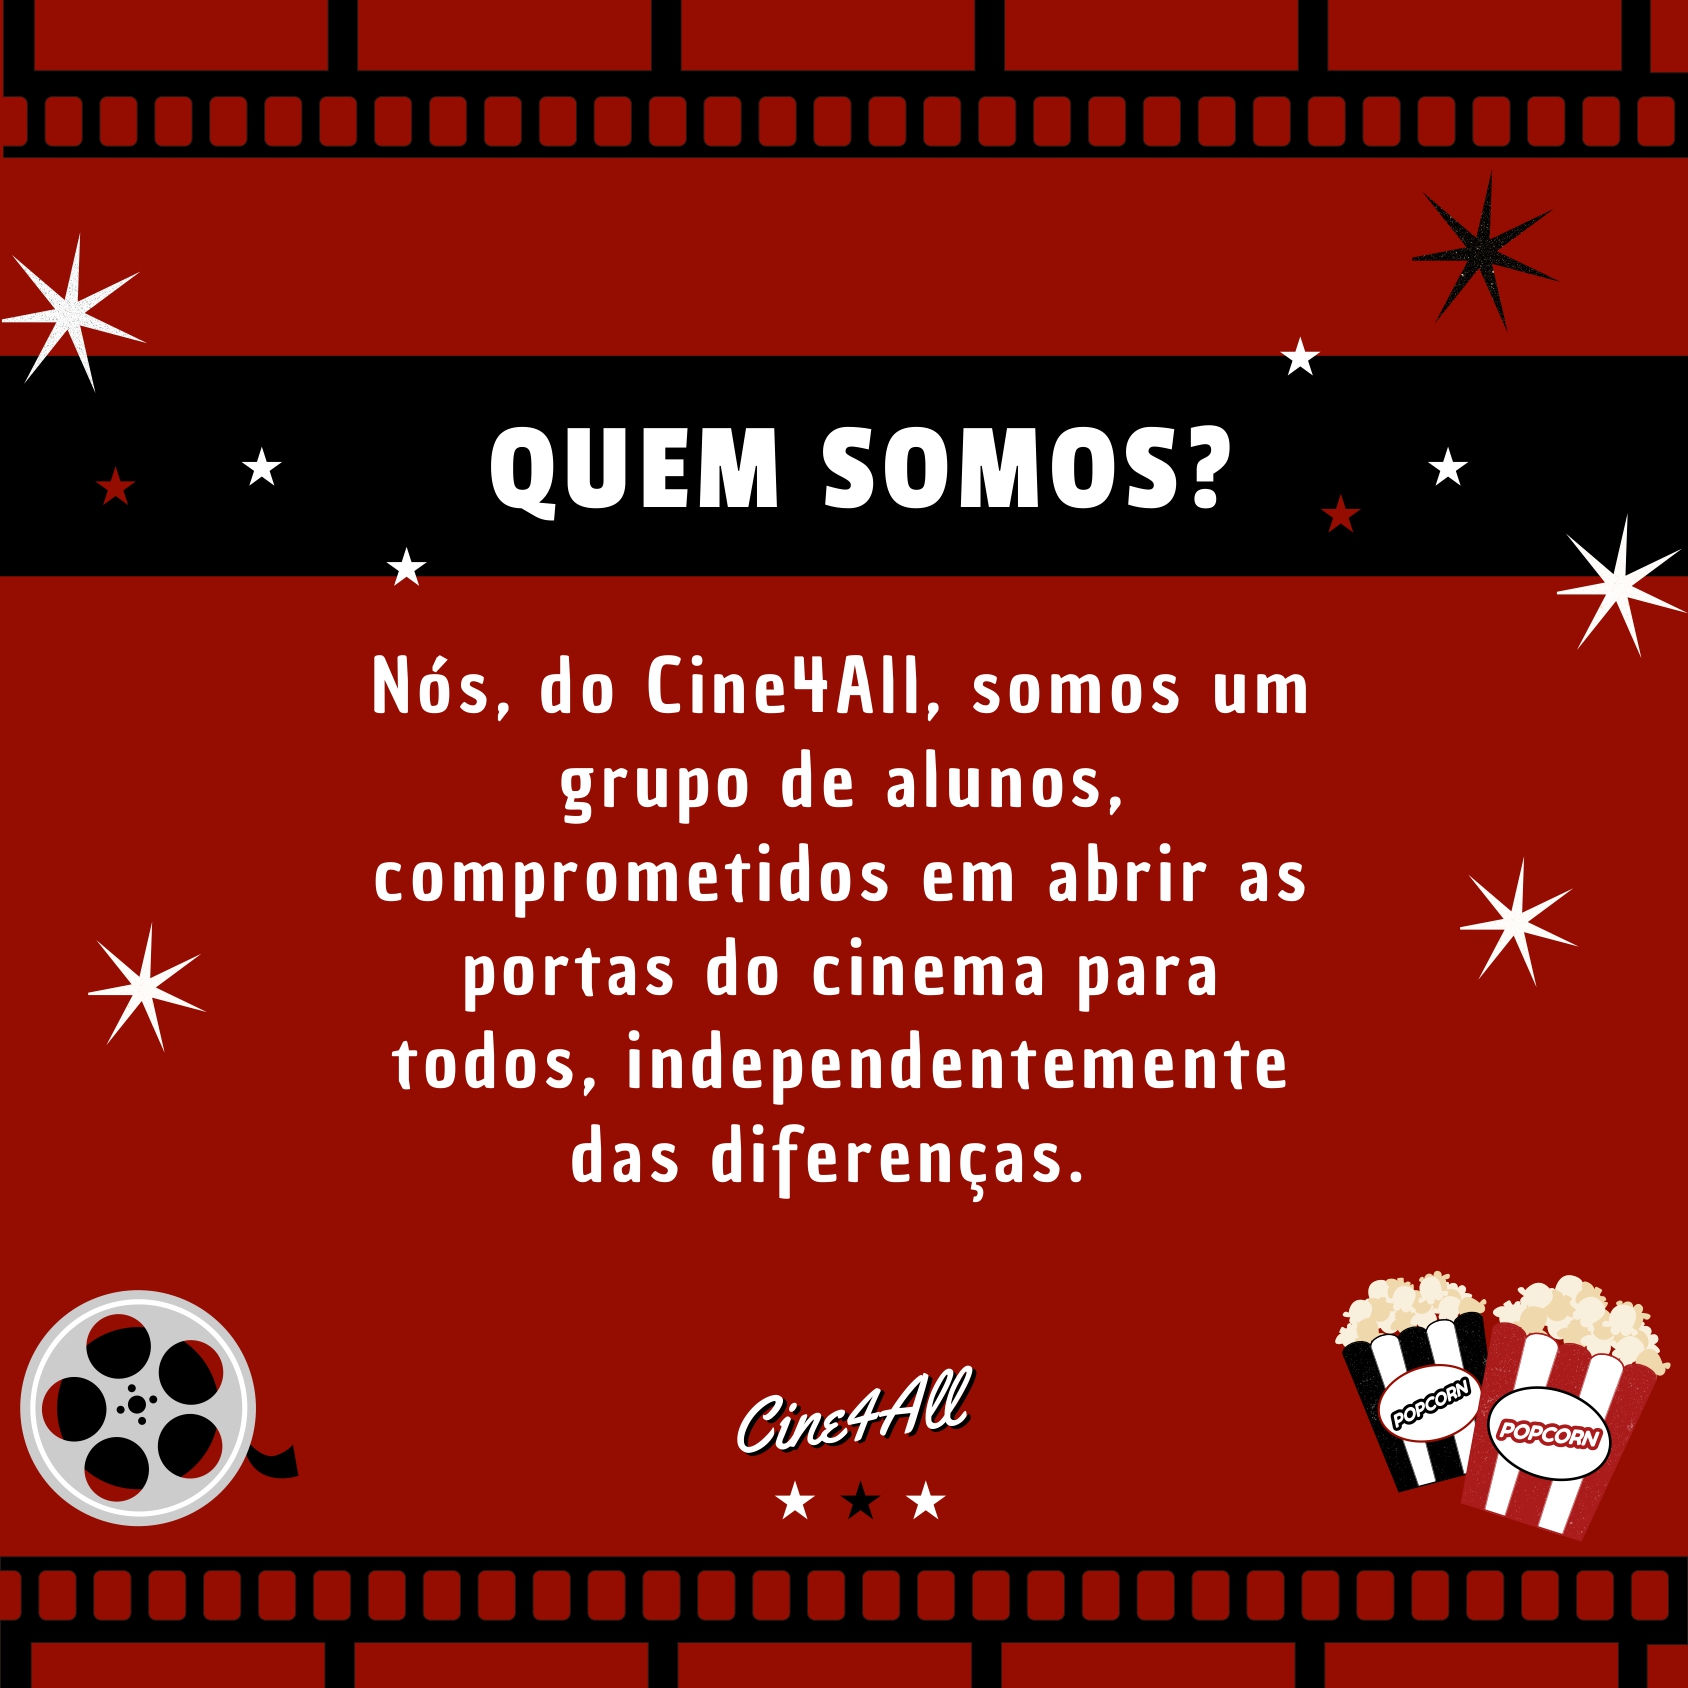 QUEM SOMOS?
Nós, do Cine4All, somos um
grupo de alunos,
comprometidos em abrir as
portas do cinema para
todos, independentemente
das diferenças.
Cine4All
POPCORN
POPCORN